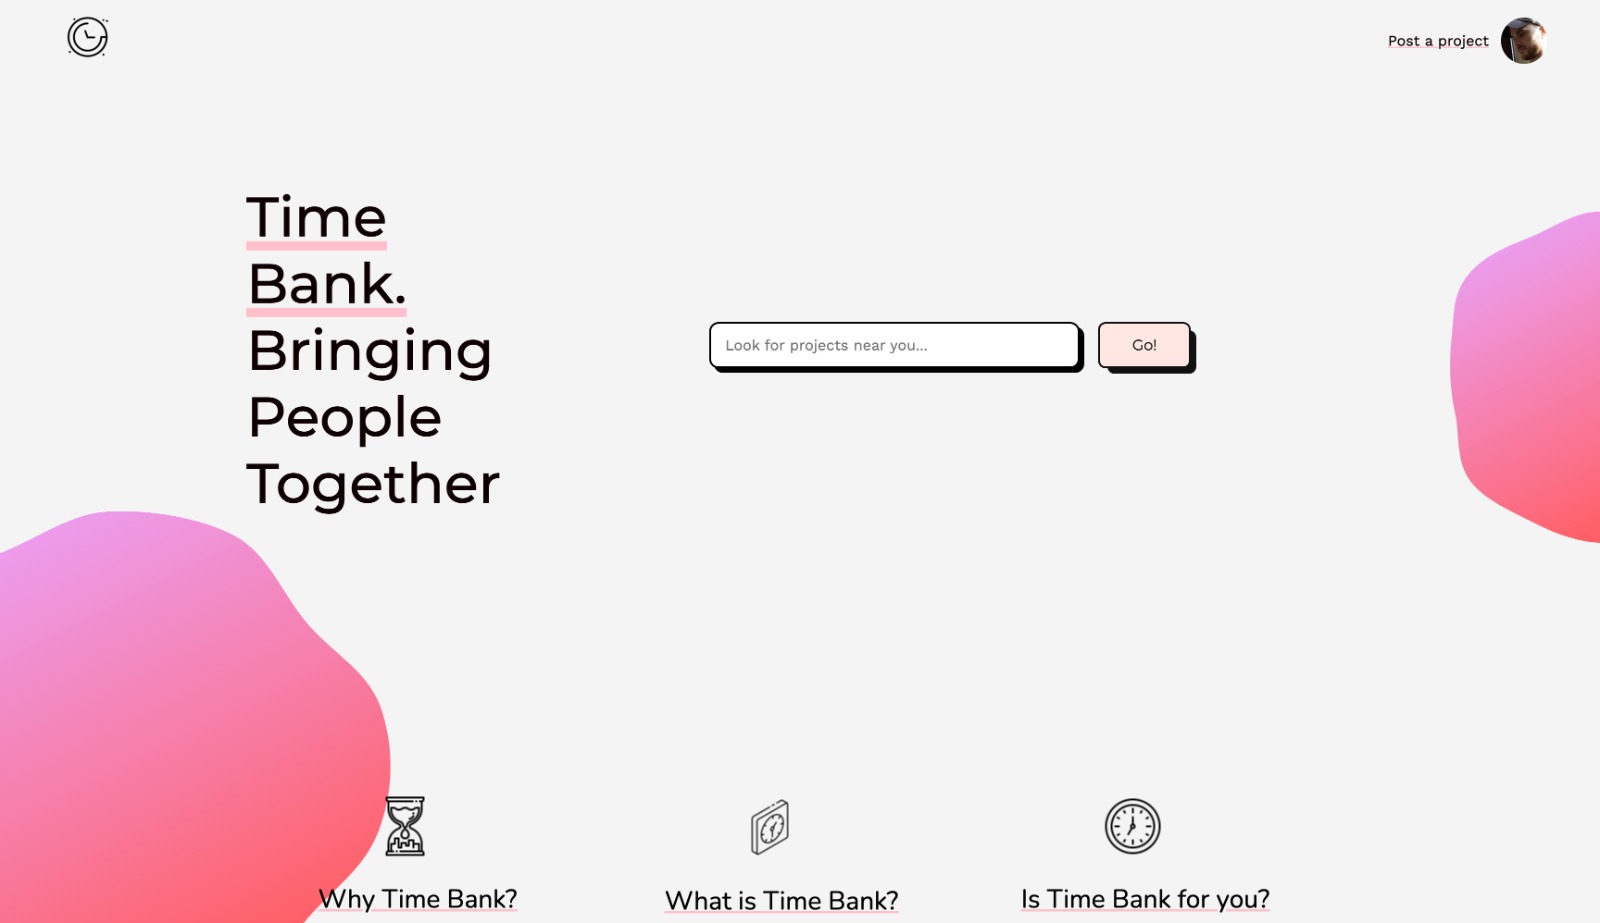 Post a project
Time
Bank.
Bringing
People
Together
Look for projects near you...
Go!
Why Time Bank?
What is Time Bank?
Is Time Bank for you?